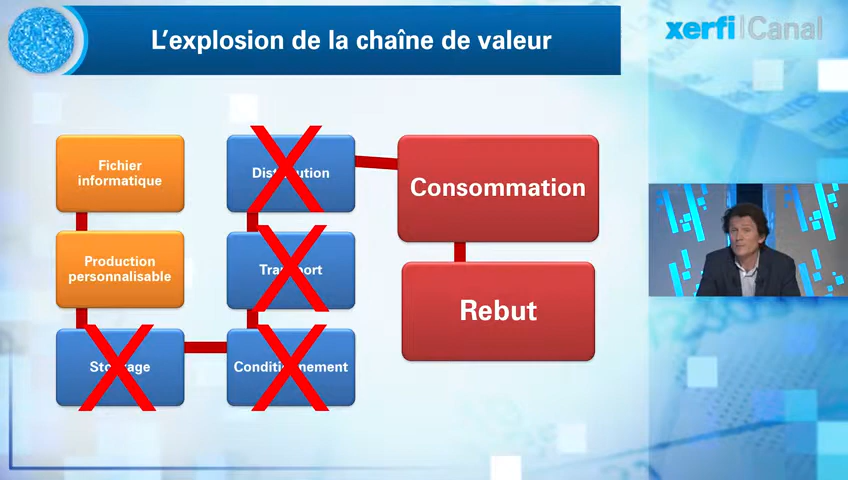 L'explosion de la chaîne de valeur
xerfi|Canal
Fichier
informatique
Production
personnalisable
Stockage
Distribution
Transport
Conditionnement
Consommation
Rebut